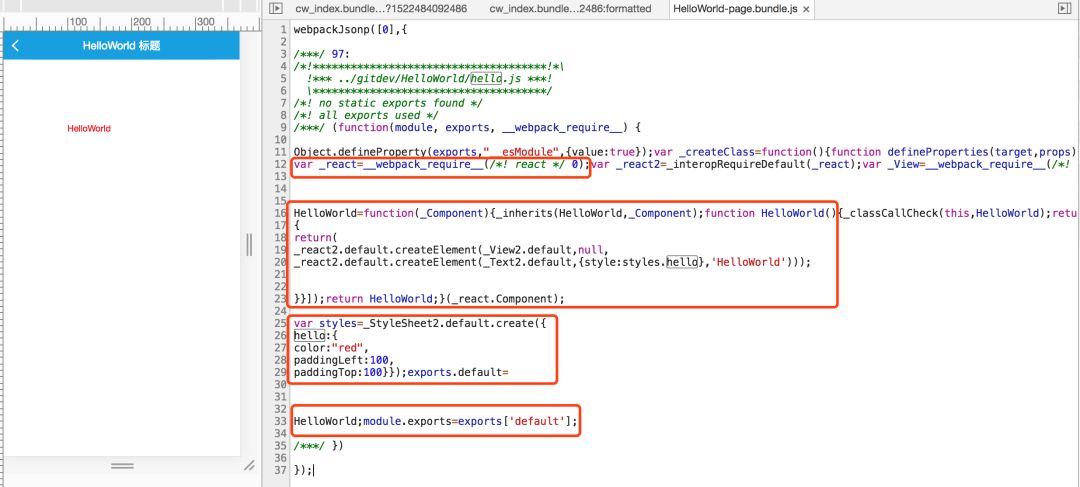 100 200 300
HelloWorld 标题
HelloWorld
cw_index.bundle...?1522484092486 cw_index.bundle...2486:formatted HelloWorld-page.bundle.js ×
1 webpackJsonp([0],{
2
3 /***/ 97:
4 /*!**************************************!*\
5 !*** ../gitdev/HelloWorld/hello.js ***!
6 \**************************************/
7 /*! no static exports found */
8 /*! all exports used */
9 /***/ (function(module, exports, __webpack_require__) {
10
11 Object.defineProperty(exports,"__esModule",{value:true});var _createClass=function(){function defineProperties(target,props)
12 var _react=__webpack_require__(/*! react */ 0);var _react2=_interopRequireDefault(_react);var _View=__webpack_require__(/*!
13
14
15
16 HelloWorld=function(_Component){_inherits(HelloWorld,_Component);function HelloWorld(){_classCallCheck(this,HelloWorld);retu
17 {
18 return(
19 _react2.default.createElement(_View2.default,null,
20 _react2.default.createElement(_Text2.default,{style:styles.hello},'HelloWorld')));
21
22
23 }}]);return HelloWorld;}(_react.Component);
24
25 var styles=_StyleSheet2.default.create({
26 hello:{
27 color:"red",
28 paddingLeft:100,
29 paddingTop:100}});exports.default=
30
31
32
33 HelloWorld;module.exports=exports['default'];
34
35 /***/ })
36
37 });